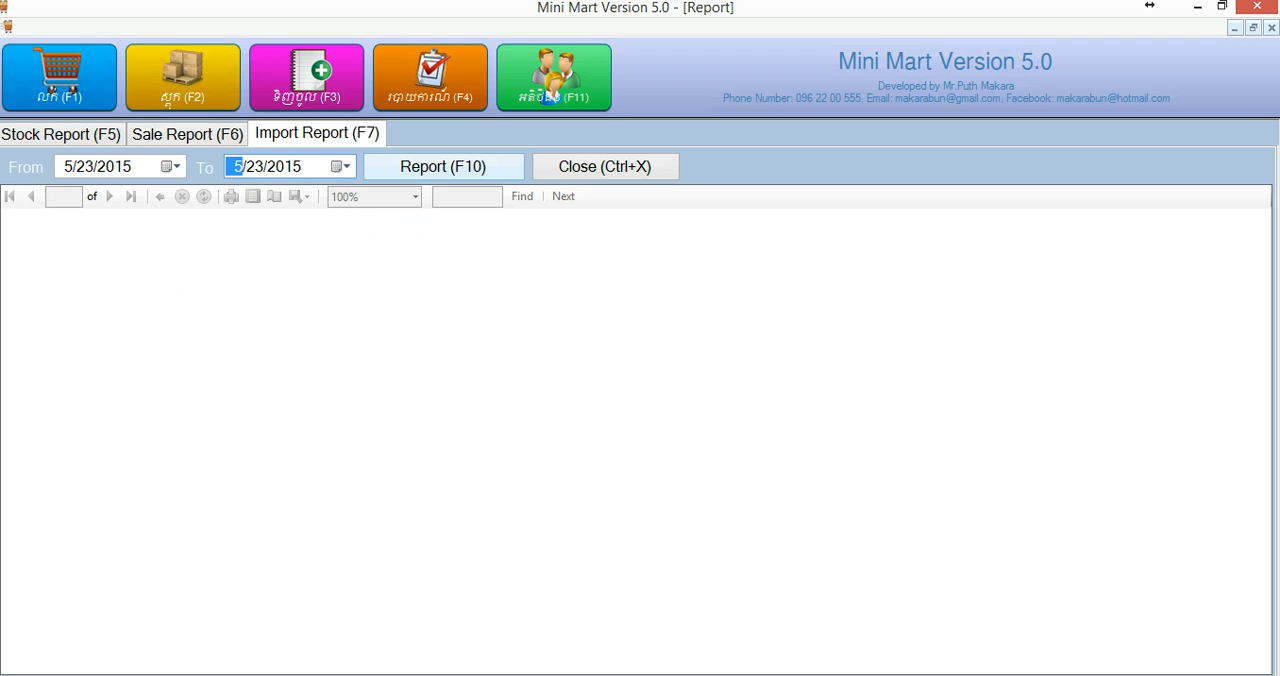 Mini Mart Version 5.0 - [Report]
លក់ (F1)
ស្តុក (F2)
ទិញចូល (F3)
របាយការណ៍ (F4)
(F11)
Mini Mart Version 5.0
Developed by Mr.Puth Makara
Phone Number: 096 22 00 555, Email: makarabun@gmail.com, Facebook: makarabun@hotmail.com
Stock Report (F5)
Sale Report (F6)
Import Report (F7)
From
5/23/2015
To
5/23/2015
Report (F10)
Close (Ctrl+X)
of
100%
Find
Next